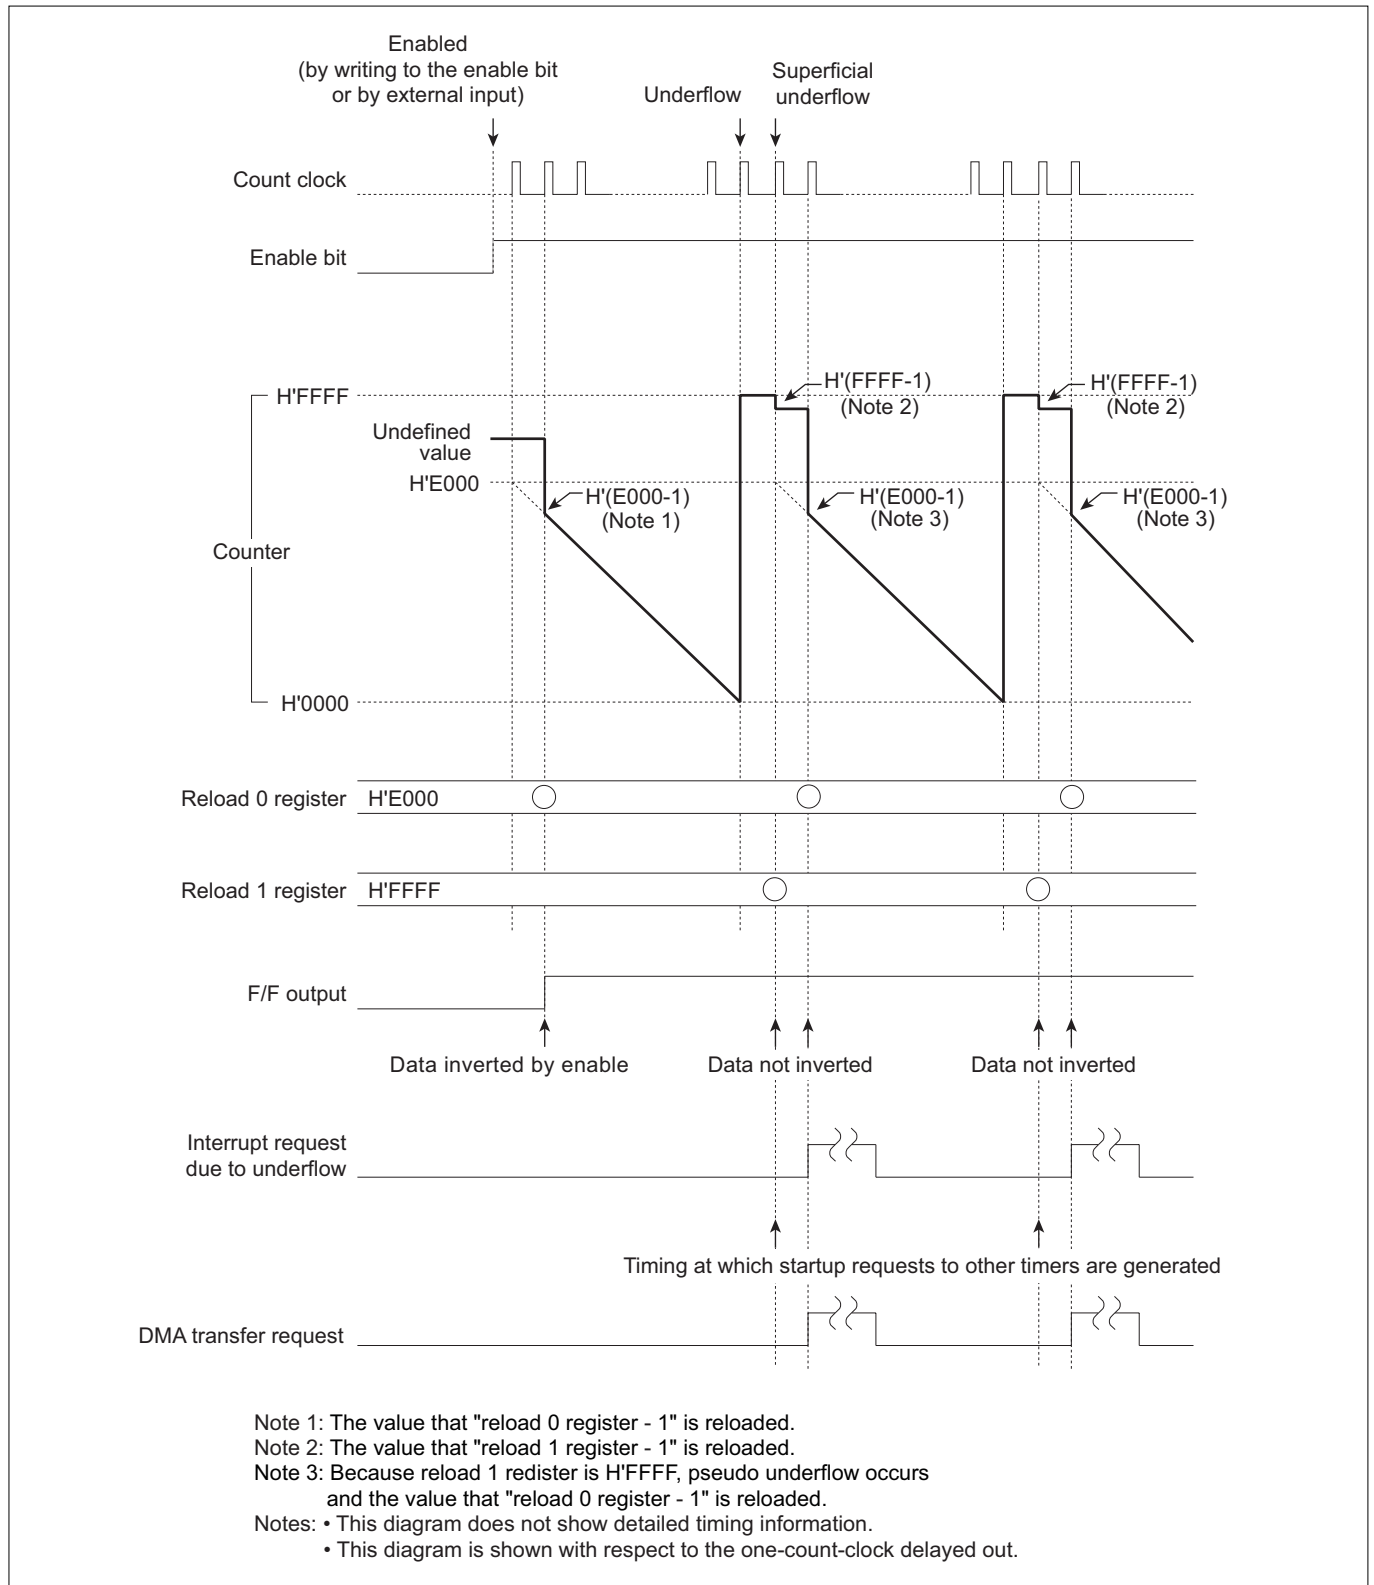 Enabled
(by writing to the enable bit
or by external input)
Underflow
Superficial
underflow
Count clock
Enable bit
H'FFFF
H'(FFFF-1)
(Note 2)
H'(FFFF-1)
(Note 2)
Undefined
value
H'E000
H'(E000-1)
(Note 1)
H'(E000-1)
(Note 3)
H'(E000-1)
(Note 3)
Counter
H'0000
Reload 0 register
H'E000
Reload 1 register
H'FFFF
F/F output
Data inverted by enable
Data not inverted
Data not inverted
Interrupt request
due to underflow
Timing at which startup requests to other timers are generated
DMA transfer request
Note 1: The value that "reload 0 register - 1" is reloaded.
Note 2: The value that "reload 1 register - 1" is reloaded.
Note 3: Because reload 1 redister is H'FFFF, pseudo underflow occurs
and the value that "reload 0 register - 1" is reloaded.
Notes: • This diagram does not show detailed timing information.
• This diagram is shown with respect to the one-count-clock delayed out.